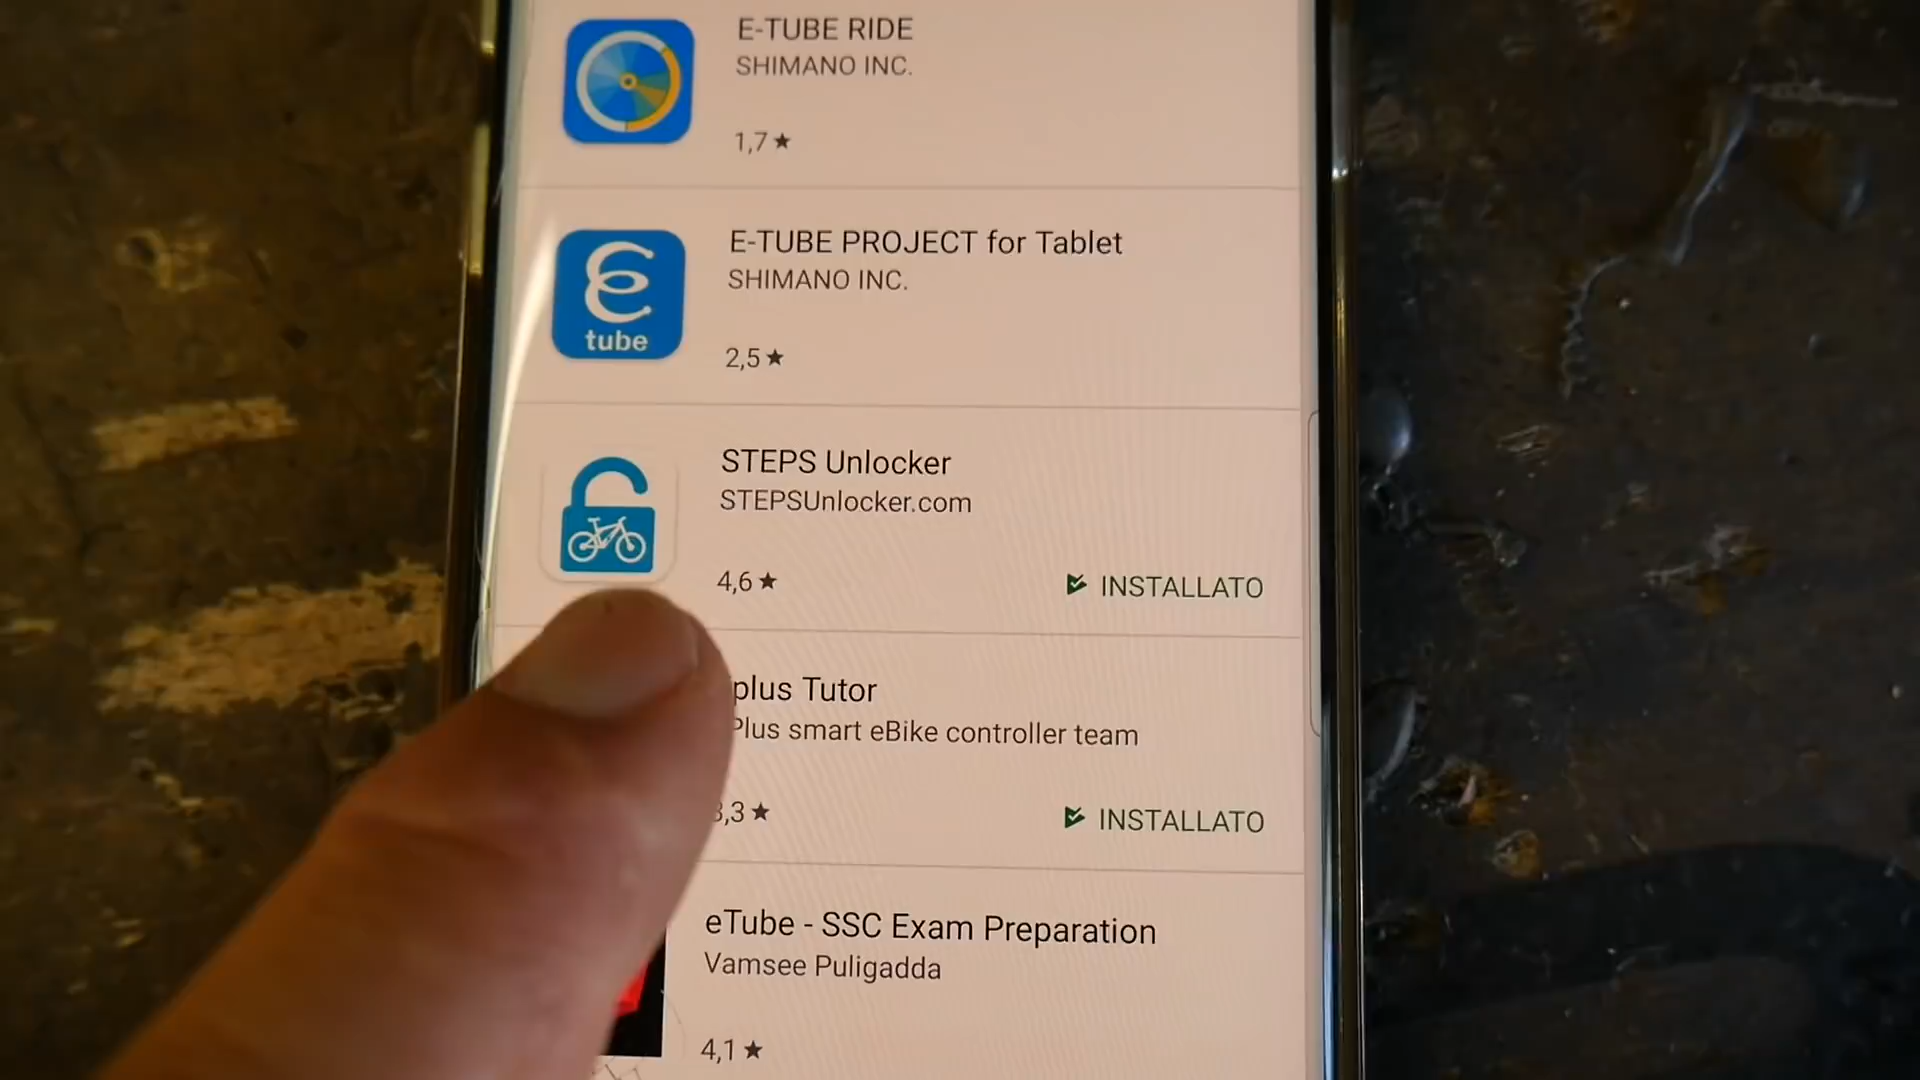 E-TUBE RIDE
SHIMANO INC.
1,7★
E-TUBE PROJECT for Tablet
SHIMANO INC.
tube
2,5★
STEPS Unlocker
STEPSUnlocker.com
4,6★
INSTALLATO
plus Tutor
Plus smart eBike controller team
3,3★
INSTALLATO
eTube - SSC Exam Preparation
Vamsee Puligadda
4,1★